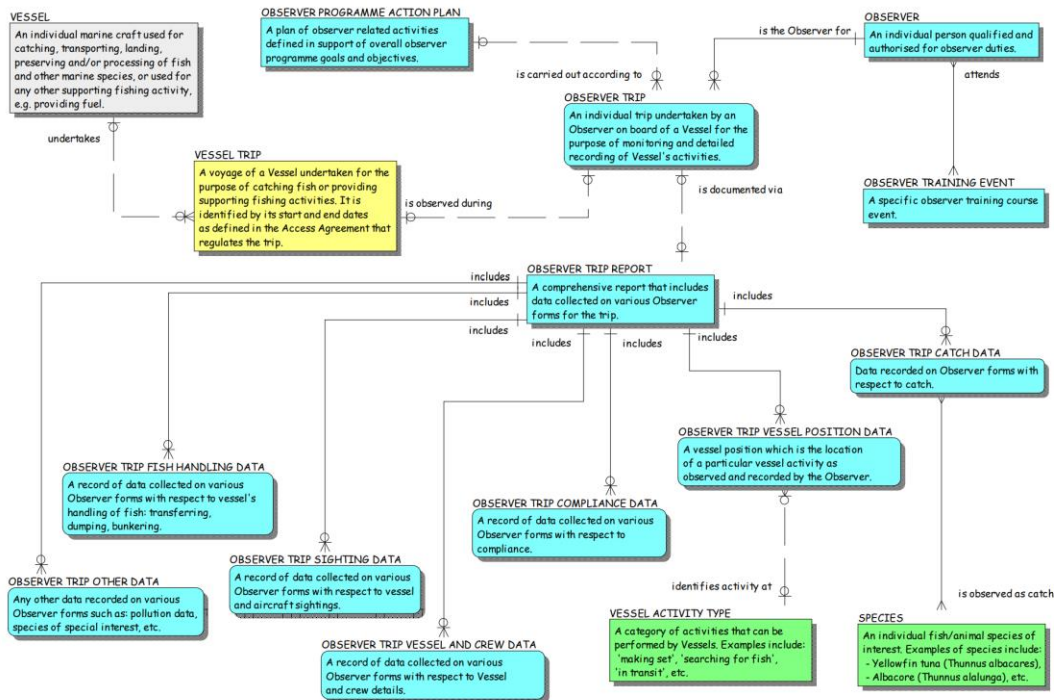 VESSEL
An individual marine craft used for
catching, transporting, landing,
preserving and/or processing of fish
and other marine species, or used for
any other supporting fishing activity,
e.g. providing fuel.
OBSERVER PROGRAMME ACTION PLAN
A plan of observer related activities
defined in support of overall observer
programme goals and objectives.
OBSERVER
An individual person qualified and
authorised for observer duties.
is the Observer for
is carried out according to
attends
undertakes
OBSERVER TRIP
An individual trip undertaken by an
Observer on board of a Vessel for the
purpose of monitoring and detailed
recording of Vessel's activities.
VESSEL TRIP
A voyage of a Vessel undertaken for the
purpose of catching fish or providing
supporting fishing activities. It is
identified by its start and end dates
as defined in the Access Agreement that
regulates the trip.
is observed during
is documented via
OBSERVER TRAINING EVENT
A specific observer training course
event.
OBSERVER TRIP REPORT
A comprehensive report that includes
data collected on various Observer
forms for the trip.
includes
includes
includes
includes
includes
includes
includes
OBSERVER TRIP CATCH DATA
Data recorded on Observer forms with
respect to catch.
OBSERVER TRIP VESSEL POSITION DATA
A vessel position which is the location
of a particular vessel activity as
observed and recorded by the Observer.
OBSERVER TRIP FISH HANDLING DATA
A record of data collected on various
Observer forms with respect to vessel's
handling of fish: transferring,
dumping, bunkering.
OBSERVER TRIP COMPLIANCE DATA
A record of data collected on various
Observer forms with respect to
compliance.
OBSERVER TRIP SIGHTING DATA
A record of data collected on various
Observer forms with respect to vessel
and aircraft sightings.
OBSERVER TRIP OTHER DATA
Any other data recorded on various
Observer forms such as: pollution data,
species of special interest, etc.
identifies activity at
is observed as catch
VESSEL ACTIVITY TYPE
A category of activities that can be
performed by Vessels. Examples include:
'making set', 'searching for fish',
'in transit', etc.
SPECIES
An individual fish/animal species of
interest. Examples of species include:
- Yellowfin tuna (Thunnus albacares),
- Albacore (Thunnus alalunga), etc.
OBSERVER TRIP VESSEL AND CREW DATA
A record of data collected on various
Observer forms with respect to Vessel
and crew details.